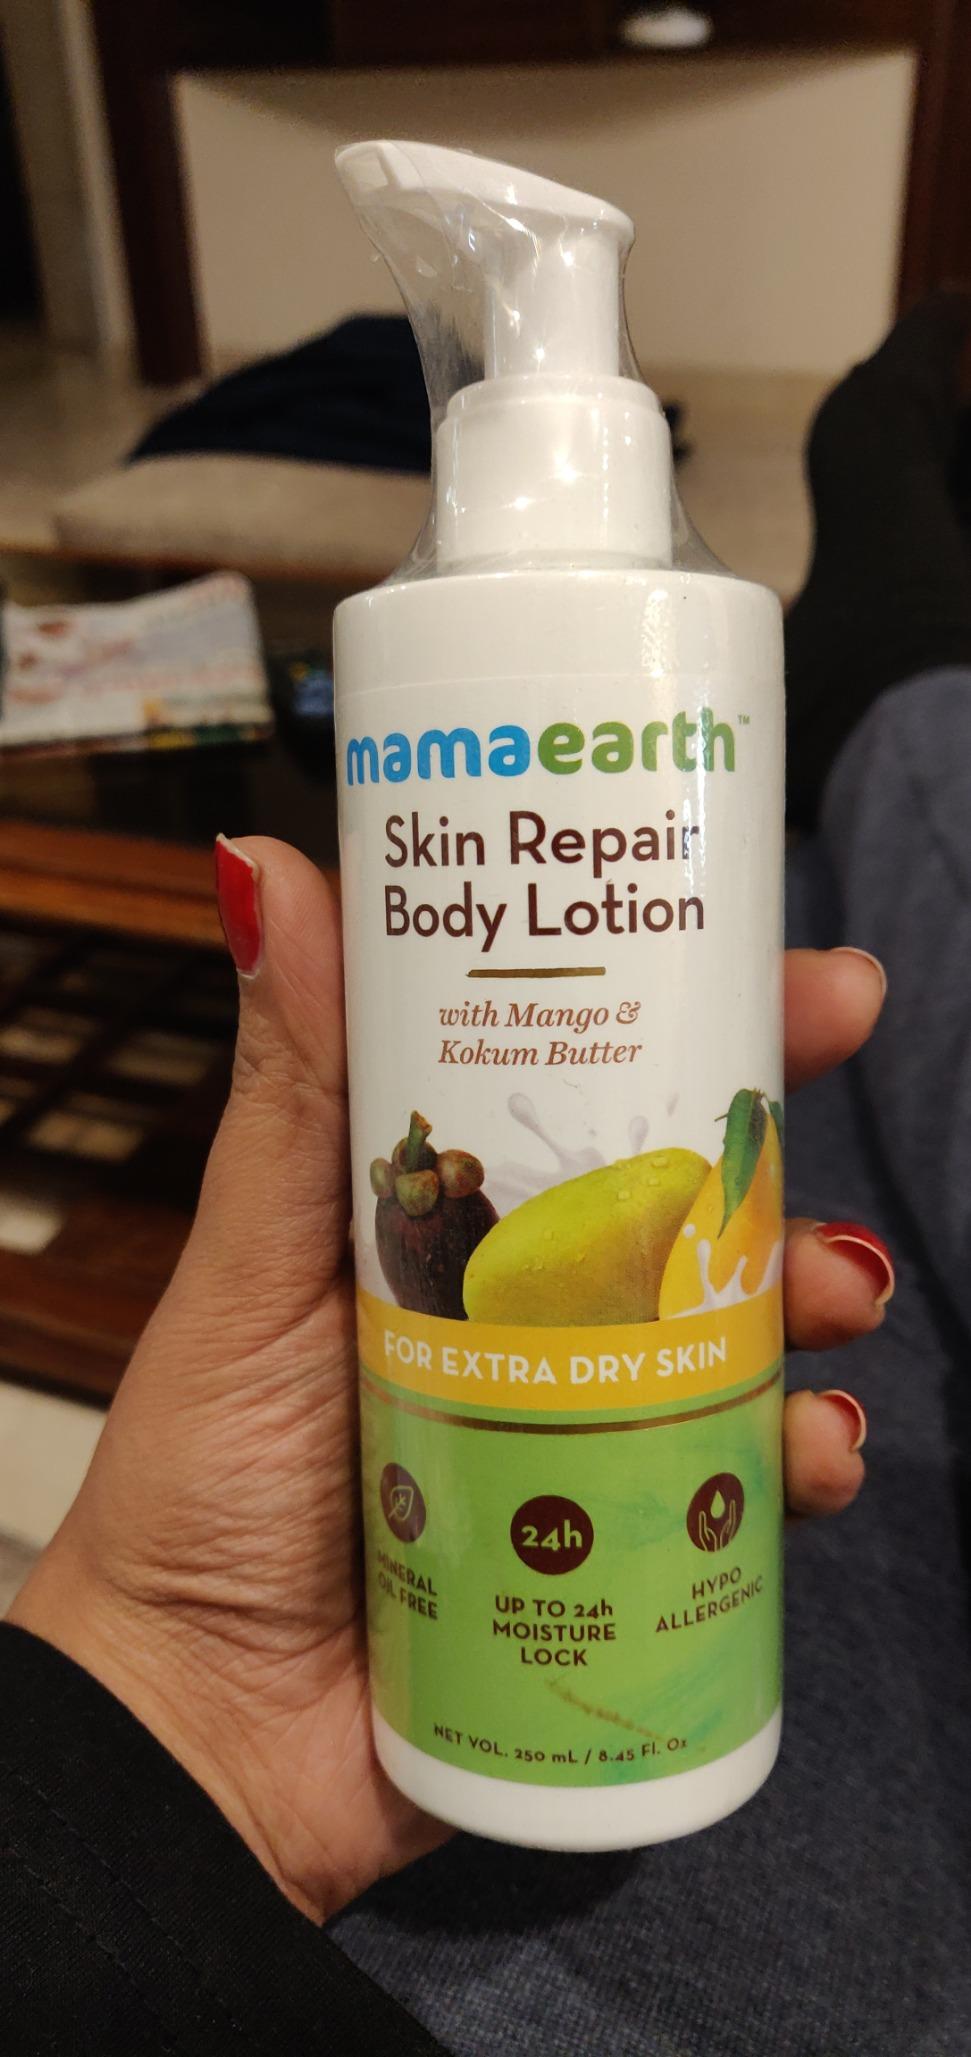 mamaearth™
Skin Repair
Body Lotion
with Mango &
Kokum Butter
FOR EXTRA DRY SKIN
MINERAL
OIL FREE
24h
UP TO 24h
MOISTURE
LOCK
HYPO
ALLERGENIC
NET VOL. 250 mL / 8.45 Fl. Oz